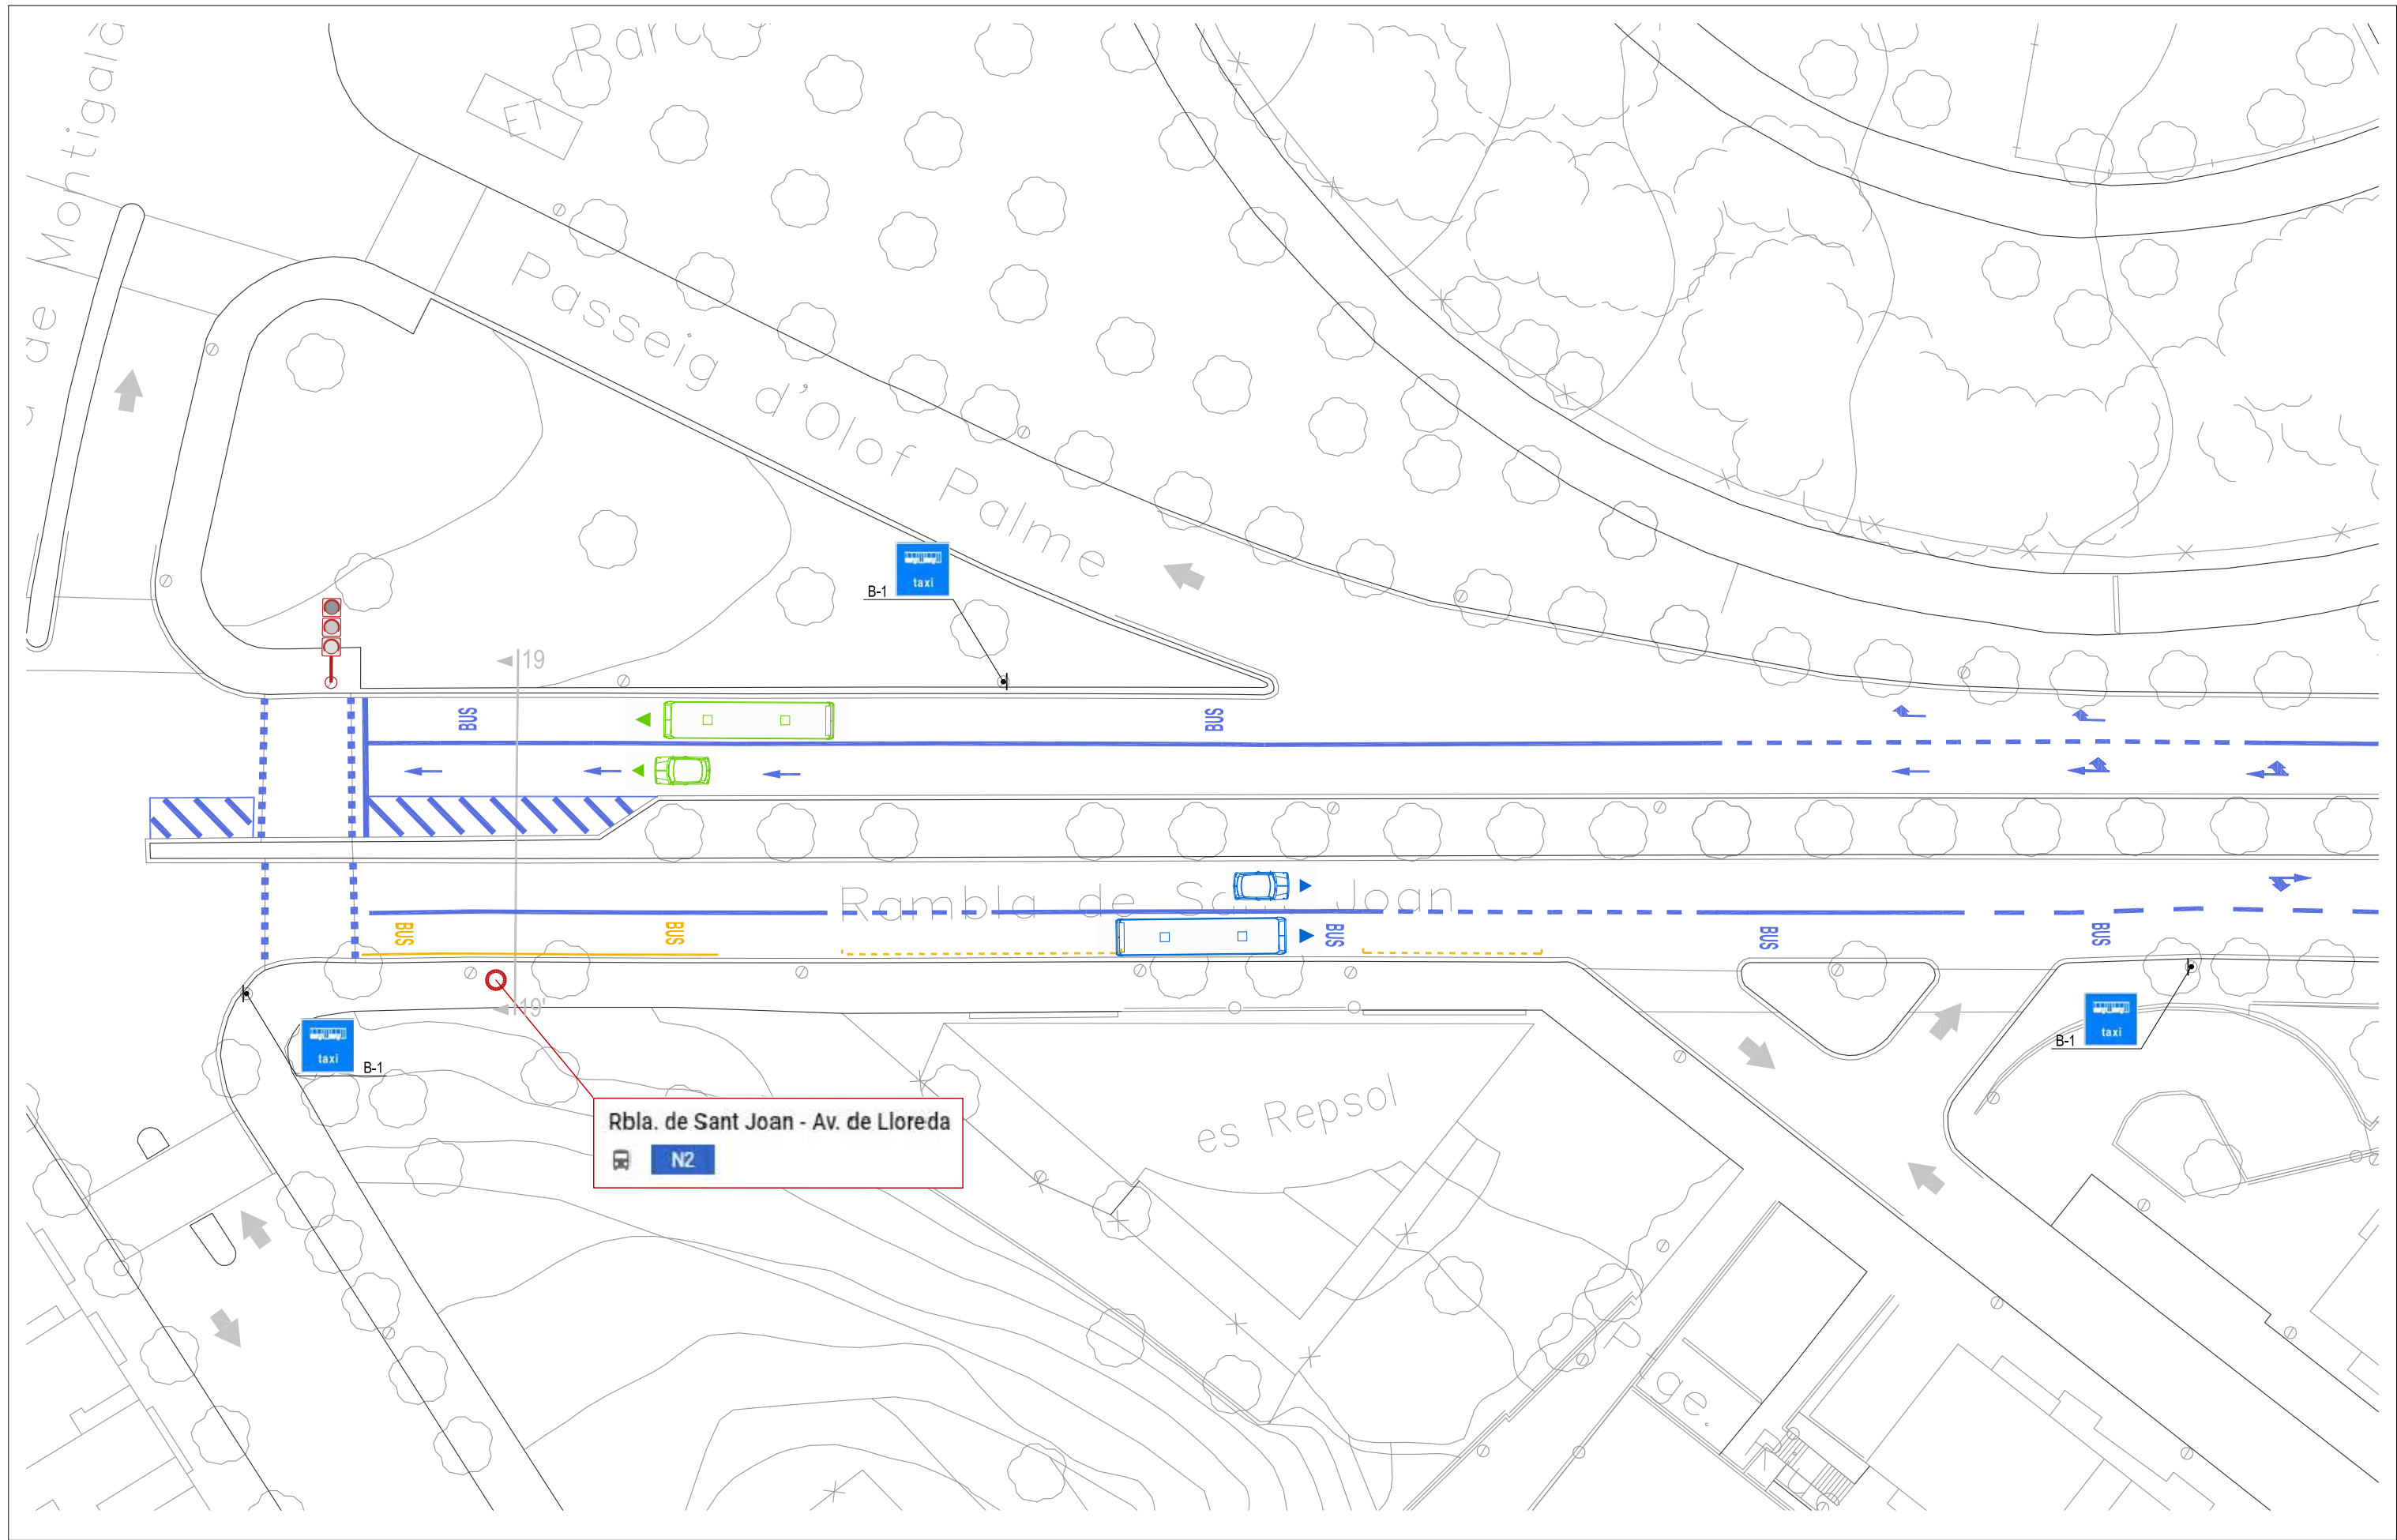 Montigalà
de
Parc
ET
Passeig d'Olof Palme
taxi
B-1
19
BUS
BUS
Rambla de Sant Joan
BUS
BUS
BUS
BUS
BUS
19'
taxi
B-1
taxi
B-1
Rbla. de Sant Joan - Av. de Lloreda
N2
es Repsol
P
ge.